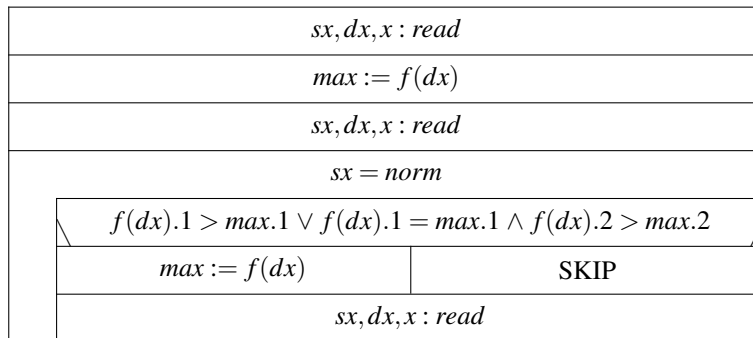 sx, dx, x : read
max := f(dx)
sx, dx, x : read
sx = norm
f(dx).1 > max.1 ∨ f(dx).1 = max.1 ∧ f(dx).2 > max.2
max := f(dx) SKIP
sx, dx, x : read